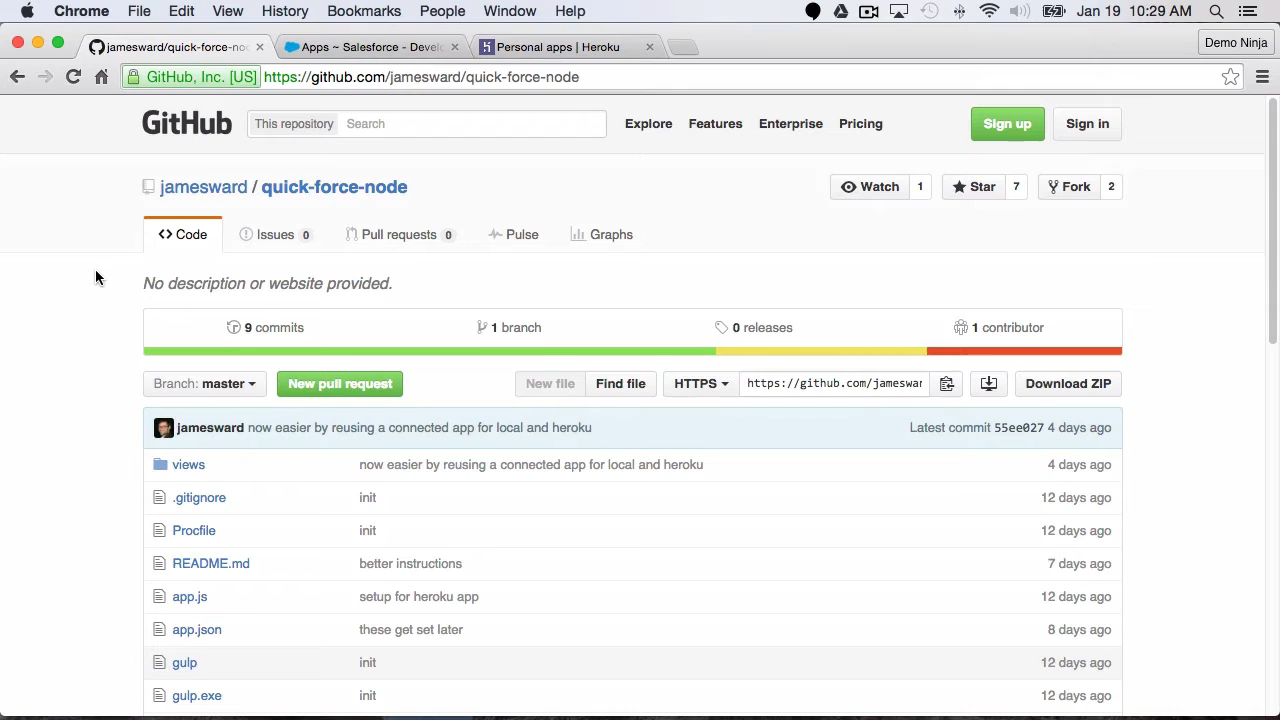 Chrome File Edit View History Bookmarks People Window Help Jan 19 10:29 AM
jamesward/quick-force-no Apps ~ Salesforce - Devel Personal apps | Heroku Demo Ninja
GitHub, Inc. [US] https://github.com/jamesward/quick-force-node
GitHub This repository Search Explore Features Enterprise Pricing Sign up Sign in
jamesward / quick-force-node Watch 1 Star 7 Fork 2
Code Issues 0 Pull requests 0 Pulse Graphs
No description or website provided.
9 commits 1 branch 0 releases 1 contributor
Branch: master New pull request New file Find file HTTPS https://github.com/jameswar Download ZIP
jamesward now easier by reusing a connected app for local and heroku Latest commit 55ee027 4 days ago
views now easier by reusing a connected app for local and heroku 4 days ago
.gitignore init 12 days ago
Procfile init 12 days ago
README.md better instructions 7 days ago
app.js setup for heroku app 12 days ago
app.json these get set later 8 days ago
gulp init 12 days ago
gulp.exe init 12 days ago